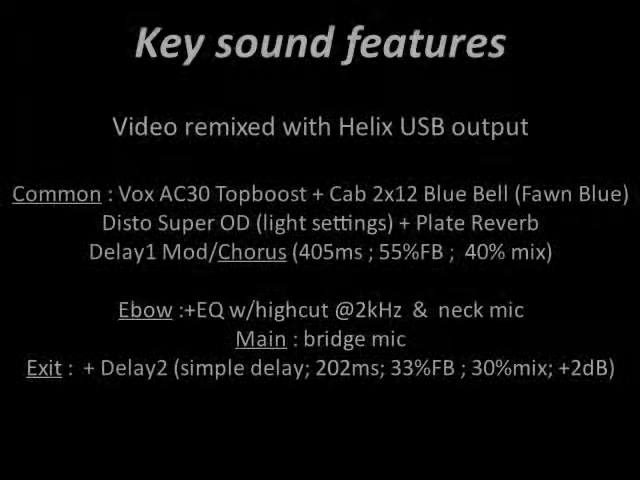 Key sound features
Video remixed with Helix USB output
Common : Vox AC30 Topboost + Cab 2x12 Blue Bell (Fawn Blue)
Disto Super OD (light settings) + Plate Reverb
Delay1 Mod/Chorus (405ms ; 55%FB ;  40% mix)
Ebow :+EQ w/highcut @2kHz  &  neck mic
Main : bridge mic
Exit :  + Delay2 (simple delay; 202ms; 33%FB ; 30%mix; +2dB)